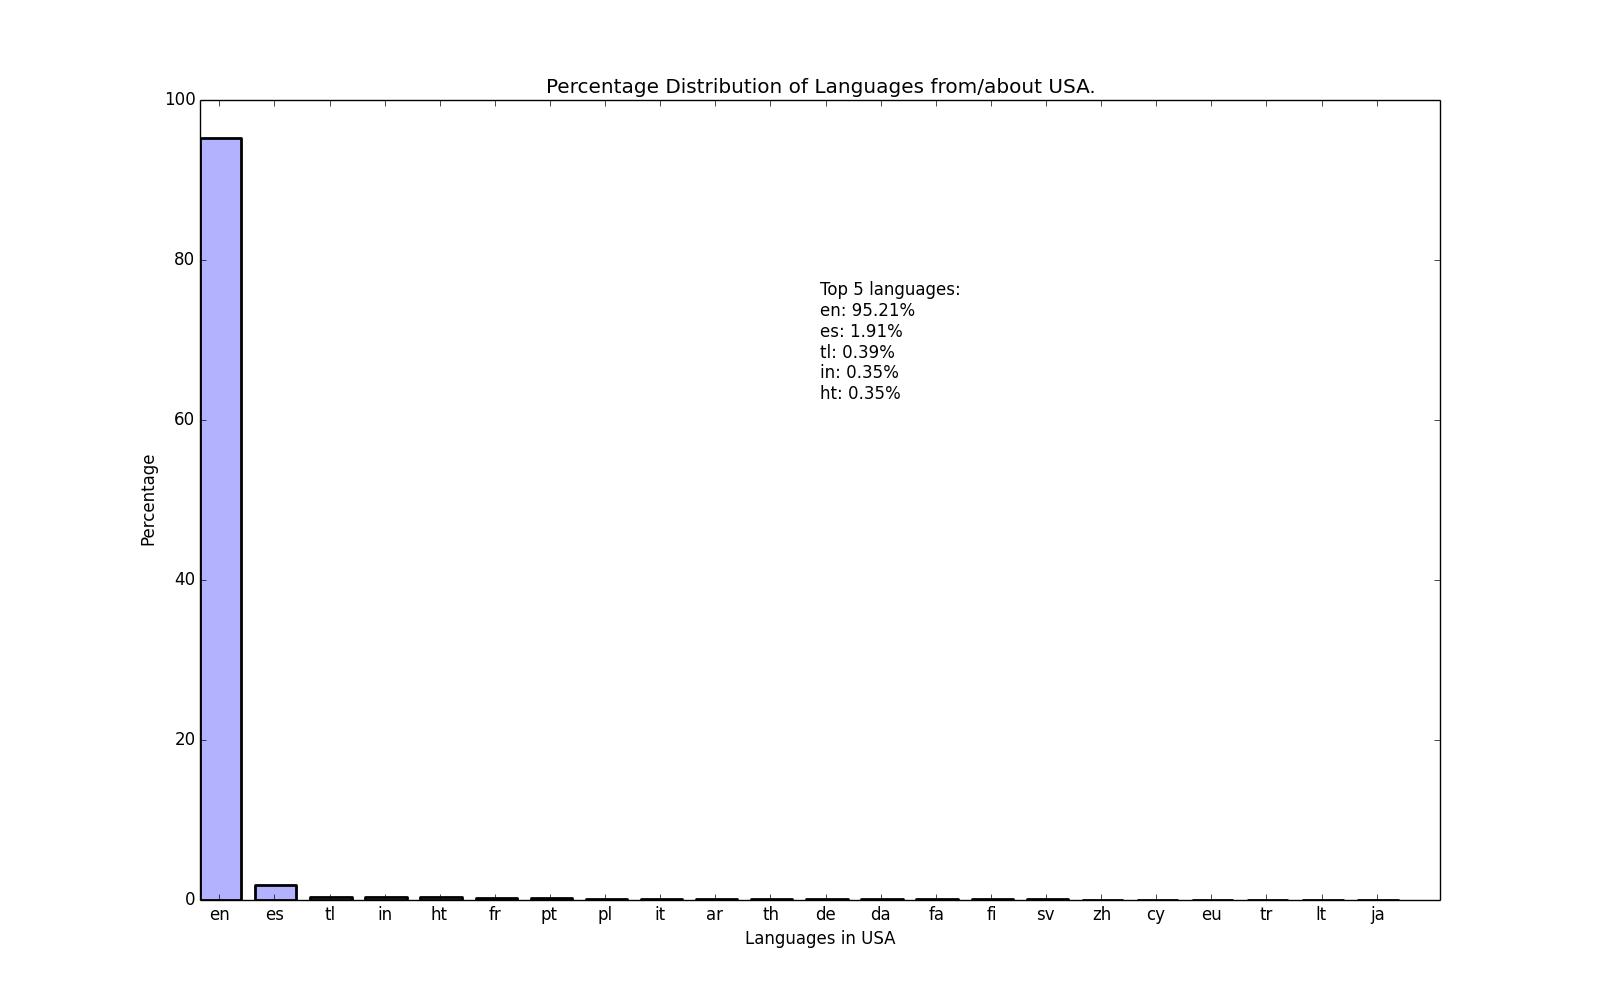 Percentage Distribution of Languages from/about USA.
100
80
60
40
20
0
Percentage
Top 5 languages:
en: 95.21%
es: 1.91%
tl: 0.39%
in: 0.35%
ht: 0.35%
en es tl in ht fr pt pl it ar th de da fa fi sv zh cy eu tr lt ja
Languages in USA